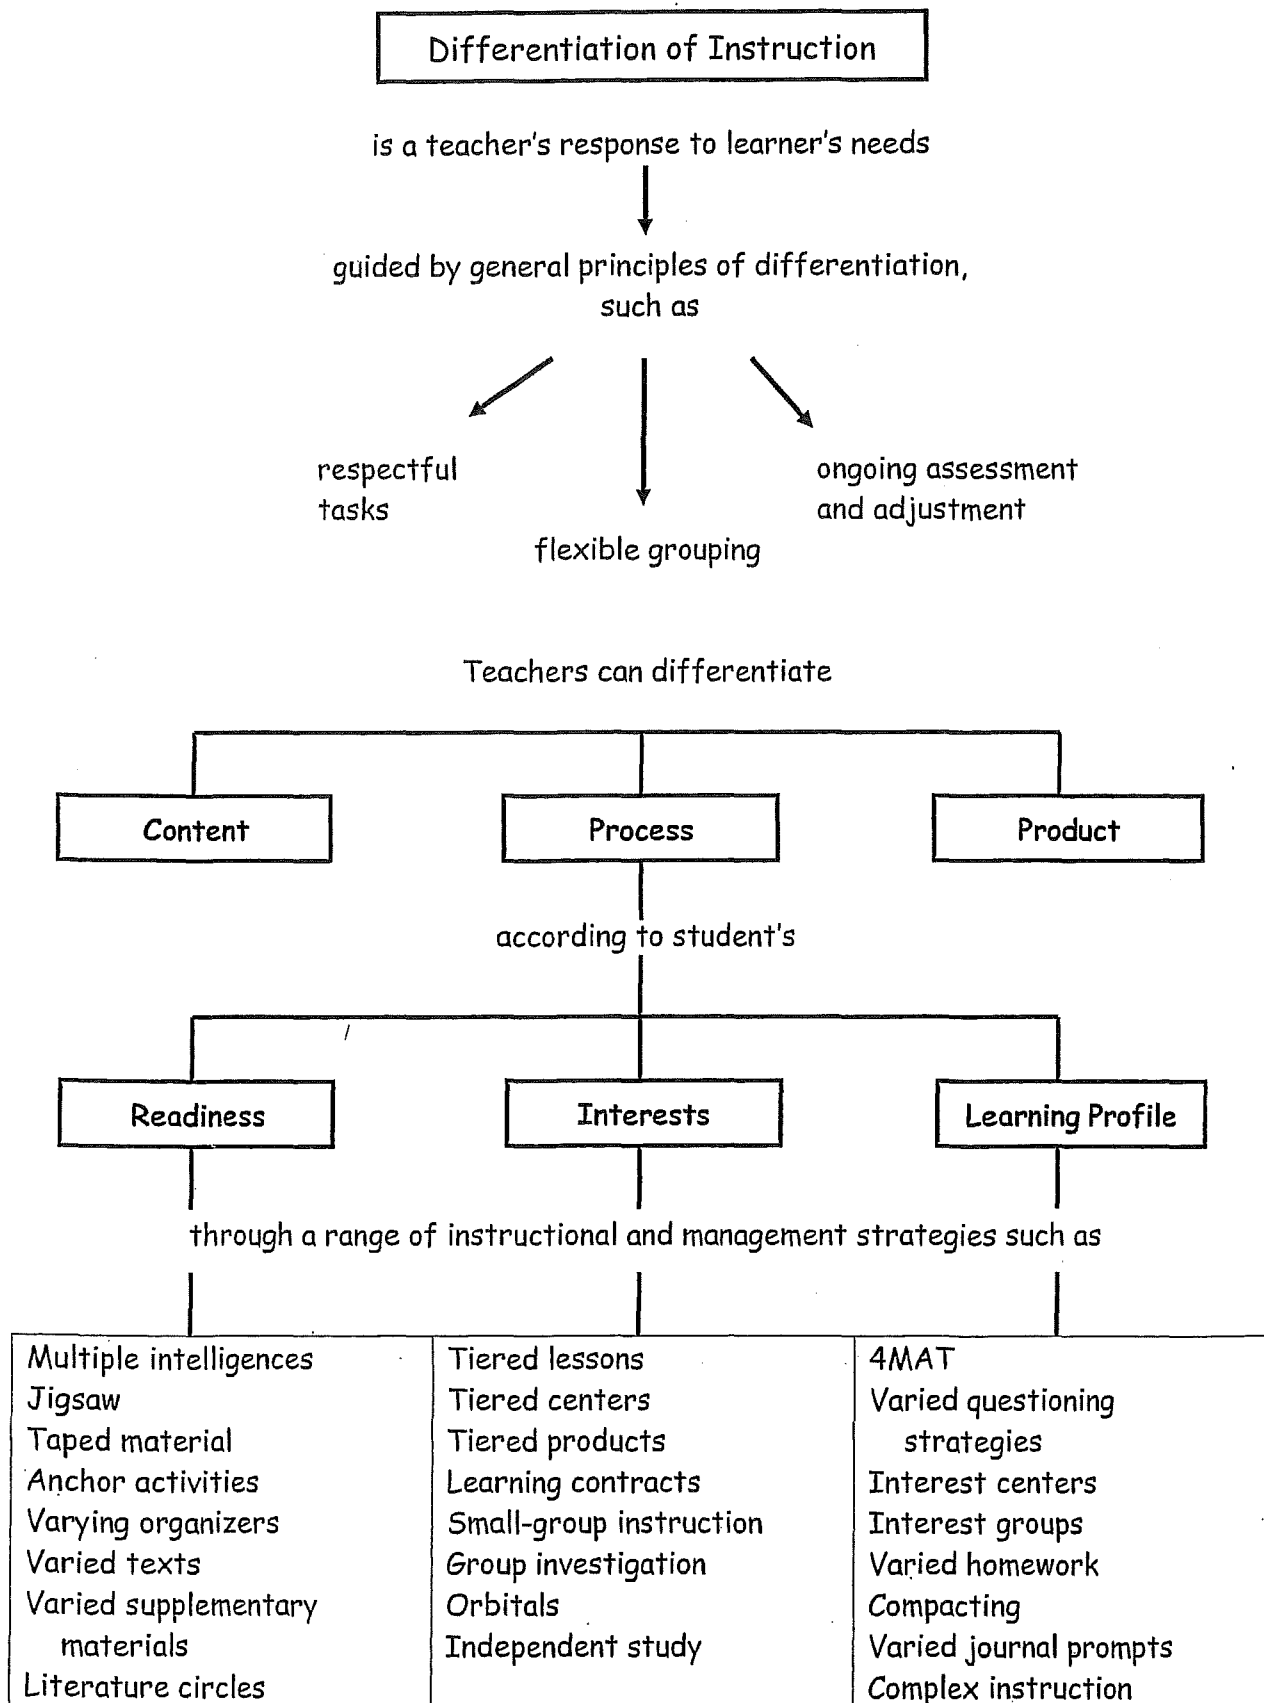 Differentiation of Instruction
is a teacher's response to learner's needs
guided by general principles of differentiation,
such as
respectful
tasks
flexible grouping
ongoing assessment
and adjustment
Teachers can differentiate
Content
Process
Product
according to student's
Readiness
Interests
Learning Profile
through a range of instructional and management strategies such as
Multiple intelligences
Jigsaw
Taped material
Anchor activities
Varying organizers
Varied texts
Varied supplementary
materials
Literature circles
Tiered lessons
Tiered centers
Tiered products
Learning contracts
Small-group instruction
Group investigation
Orbitals
Independent study
4MAT
Varied questioning
strategies
Interest centers
Interest groups
Varied homework
Compacting
Varied journal prompts
Complex instruction